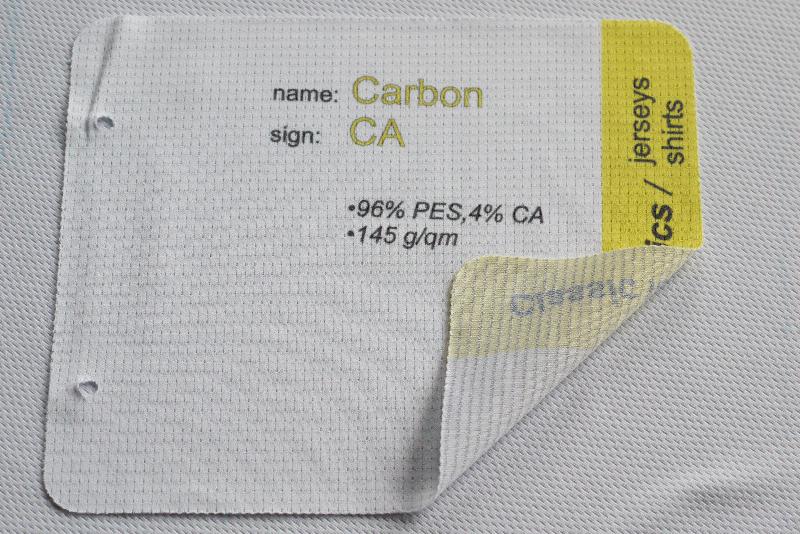 name: Carbon
sign: CA
•96% PES,4% CA
•145 g/qm
ics / jerseys
shirts
Classic